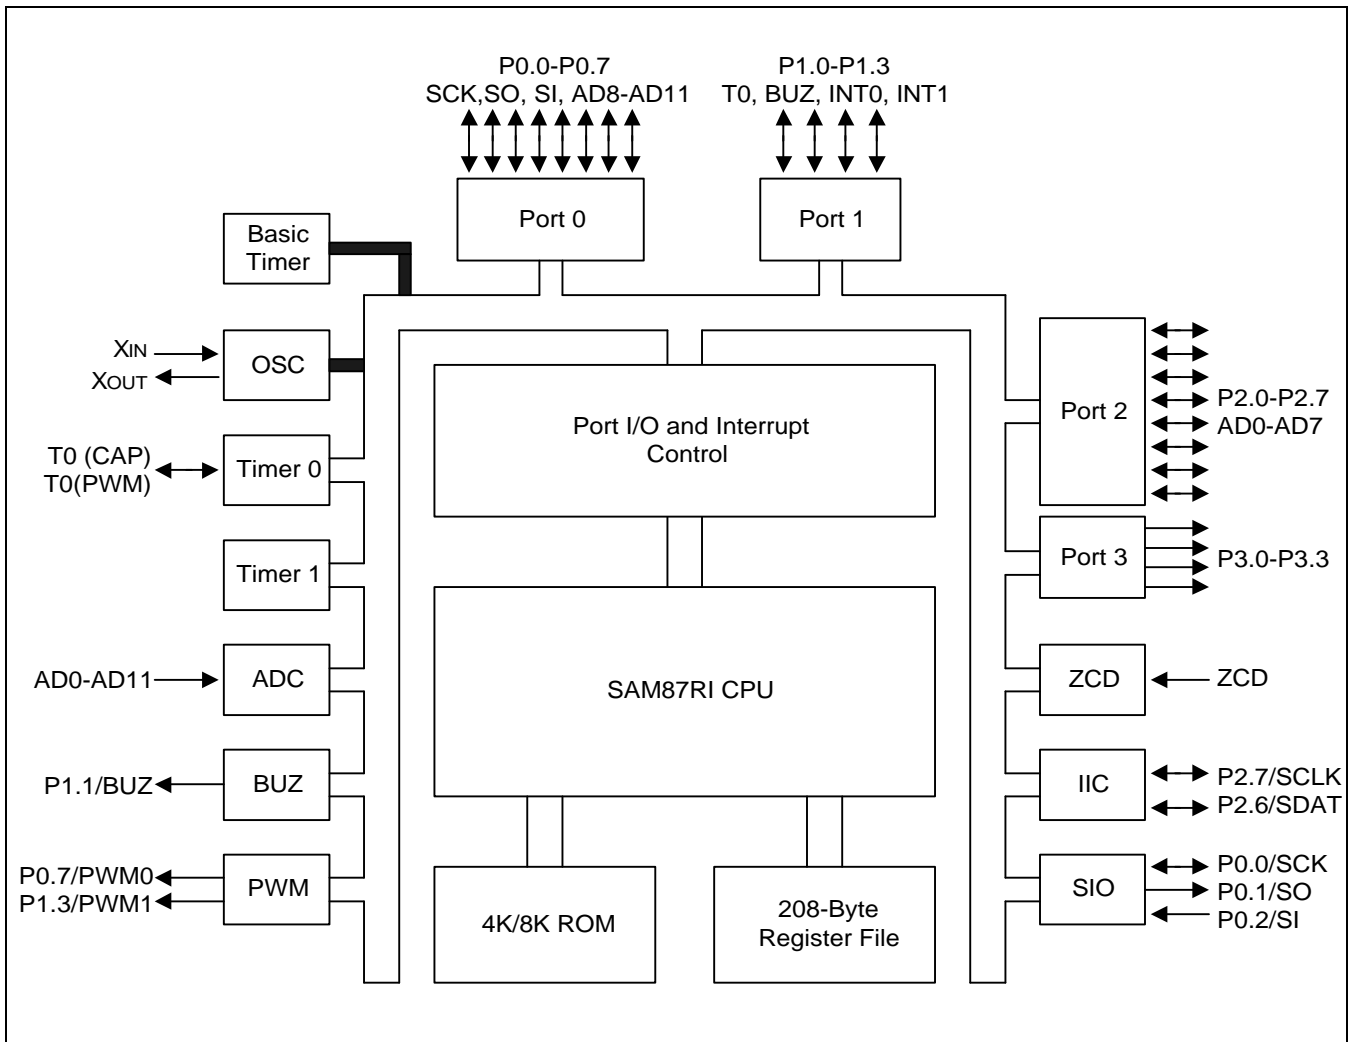 P0.0-P0.7
SCK,SO, SI, AD8-AD11
P1.0-P1.3
T0, BUZ, INT0, INT1
Port 0
Port 1
Basic
Timer
XIN
XOUT
OSC
Port I/O and Interrupt
Control
Port 2
P2.0-P2.7
AD0-AD7
T0 (CAP)
T0(PWM)
Timer 0
Timer 1
Port 3
P3.0-P3.3
AD0-AD11
ADC
SAM87RI CPU
ZCD
ZCD
P1.1/BUZ
BUZ
IIC
P2.7/SCLK
P2.6/SDAT
P0.7/PWM0
P1.3/PWM1
PWM
4K/8K ROM
208-Byte
Register File
SIO
P0.0/SCK
P0.1/SO
P0.2/SI